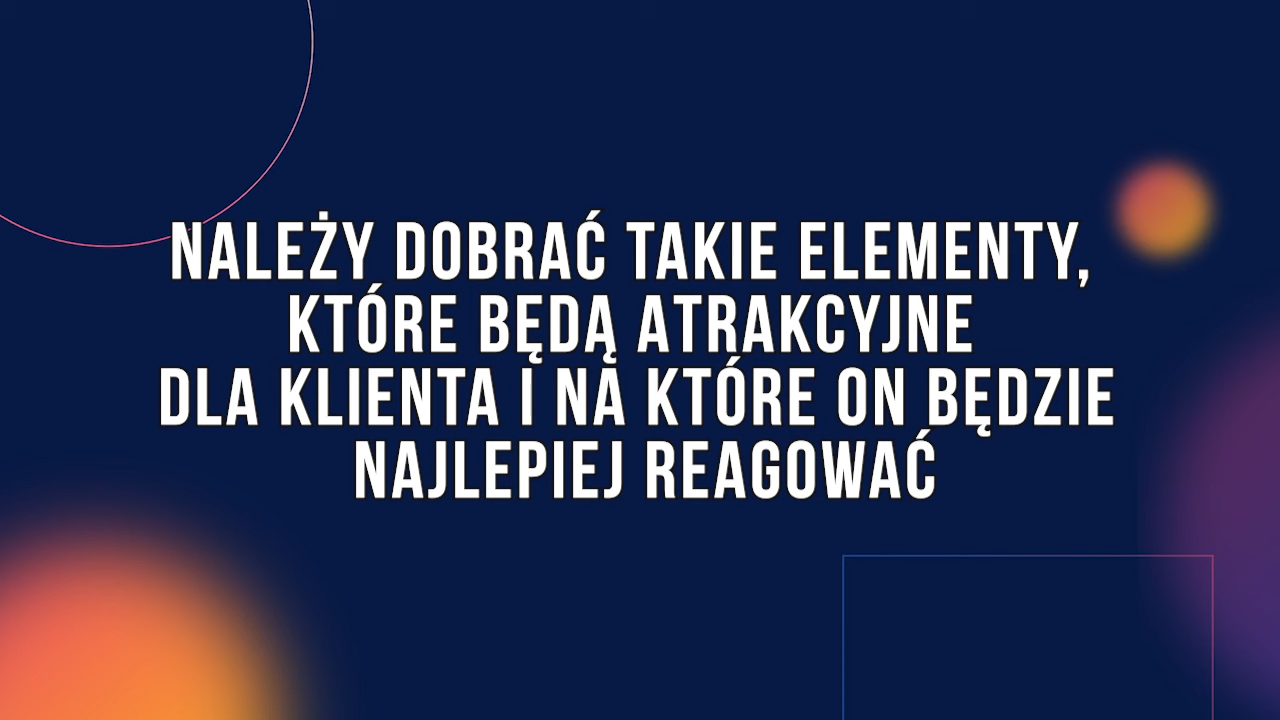 NALEŻY DOBRAĆ TAKIE ELEMENTY,
KTÓRE BĘDĄ ATRAKCYJNE
DLA KLIENTA I NA KTÓRE ON BĘDZIE
NAJLEPIEJ REAGOWAĆ